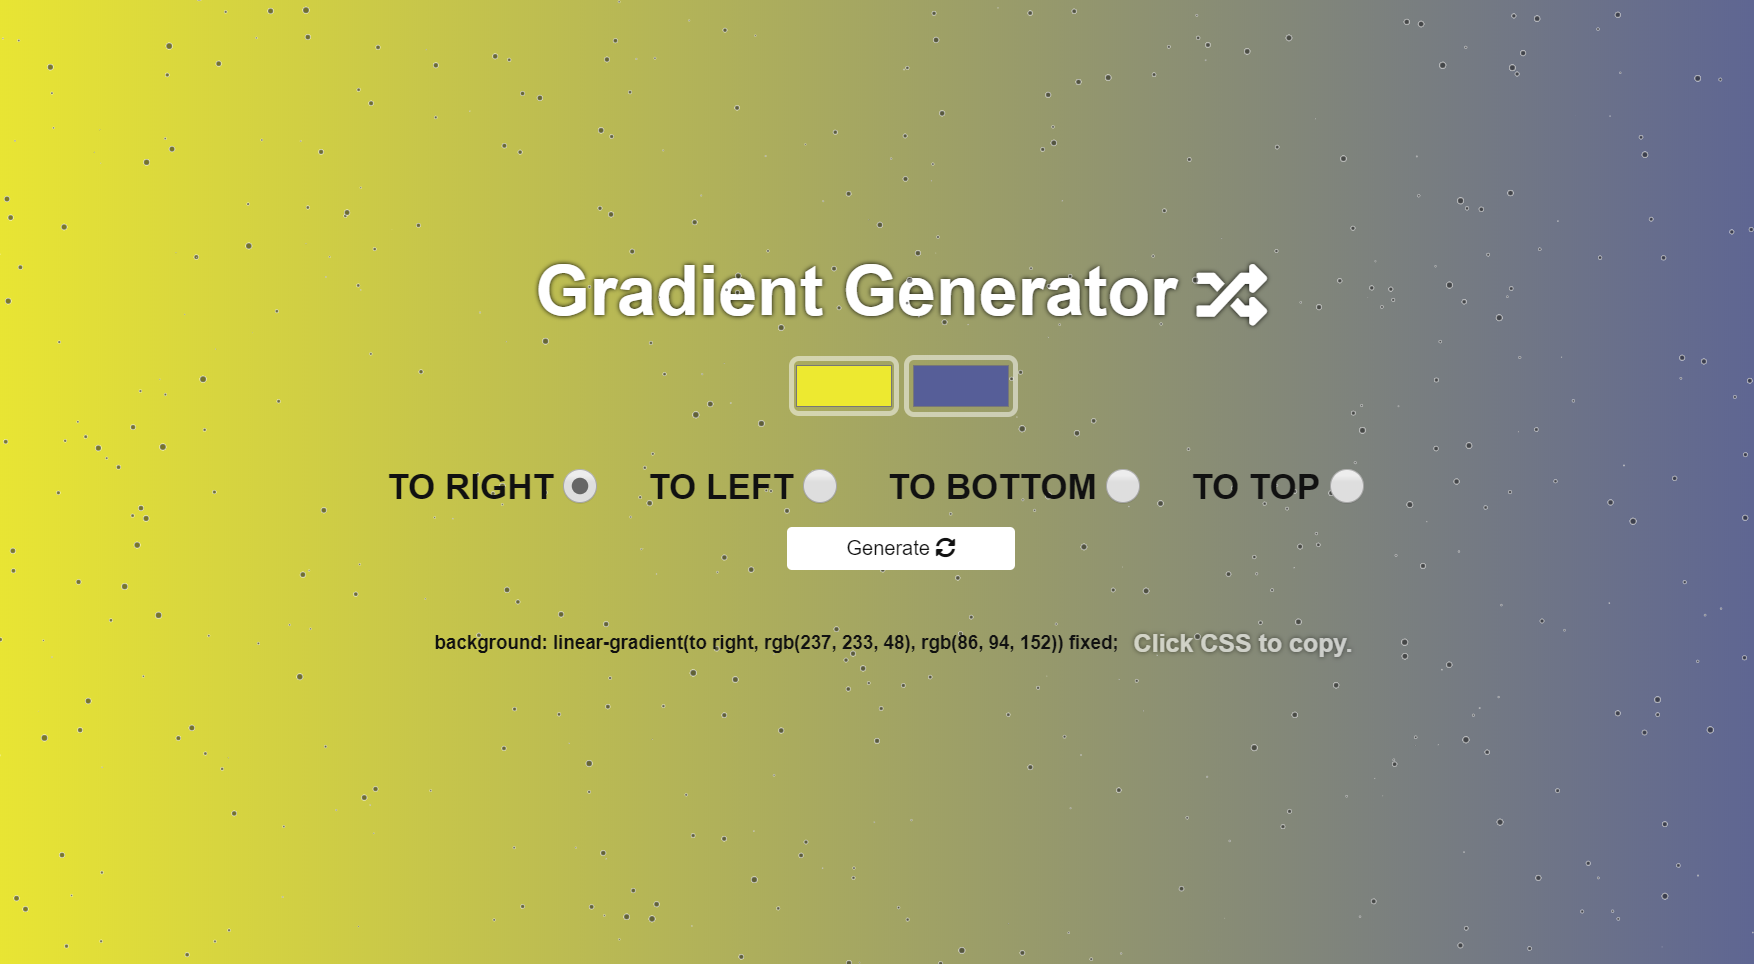 Gradient Generator
TO RIGHT TO LEFT TO BOTTOM TO TOP
Generate
background: linear-gradient(to right, rgb(237, 233, 48), rgb(86, 94, 152)) fixed; Click CSS to copy.